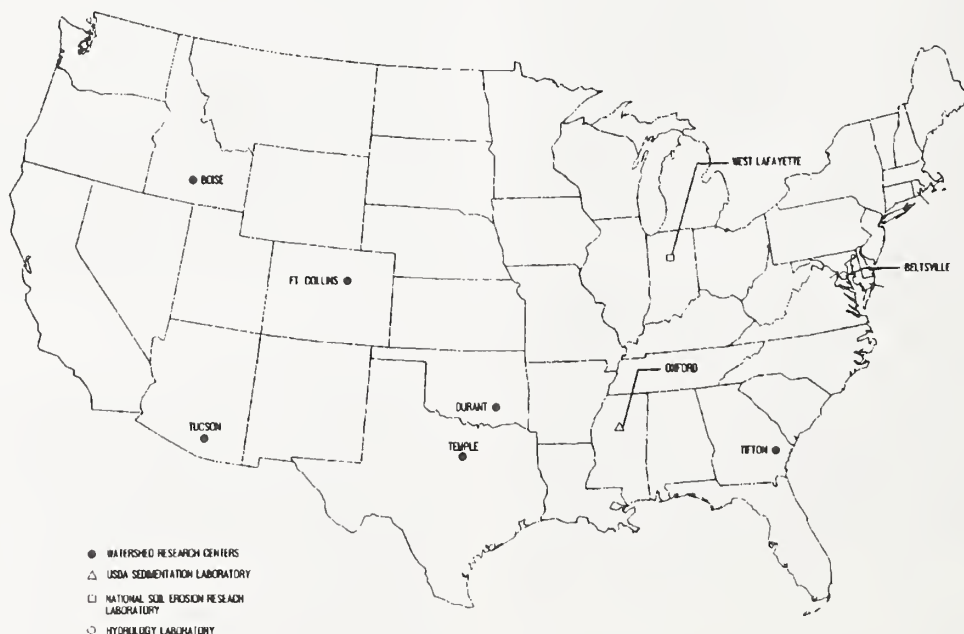 WEST LAFAYETTE
BOISE
BELTSVILLE
FT. COLLINS
OXFORD
DURANT
TUCSON
TEMPLE
TIFTON
WATERSHED RESEARCH CENTERS
USDA SEDIMENTATION LABORATORY
NATIONAL SOIL EROSION RESEACH
LABORATORY
HYDROLOGY LABORATORY